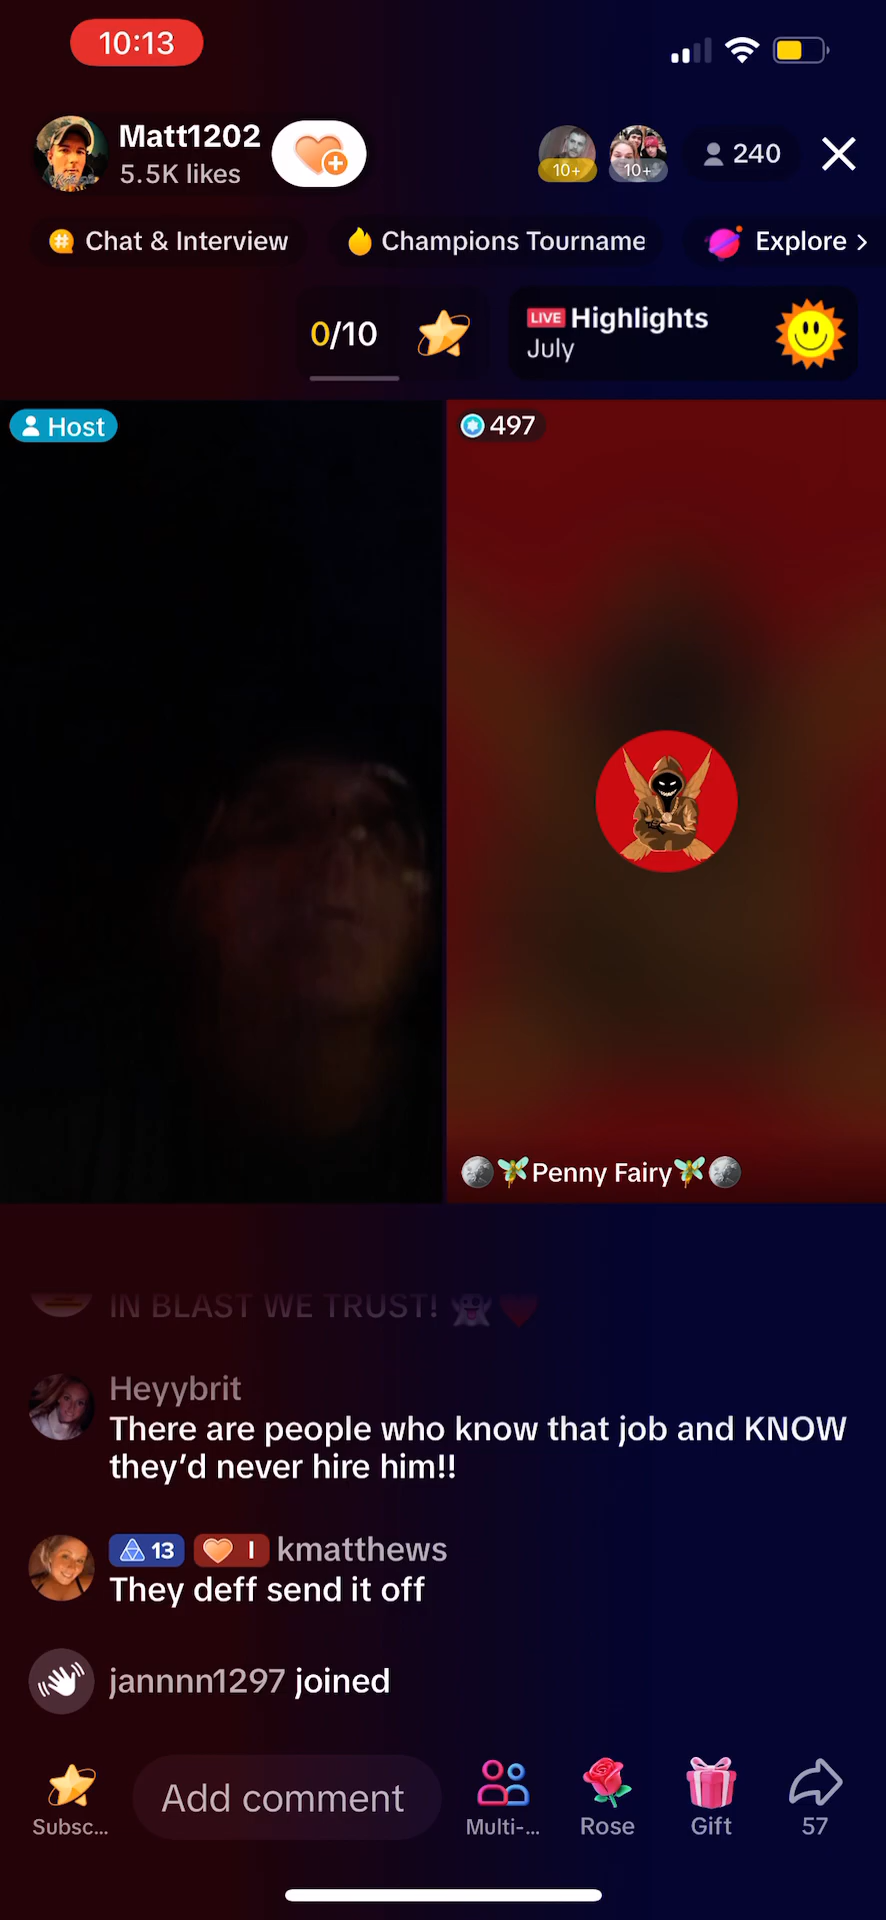 10:13
Matt1202
5.5K likes
10+
10+
240
Chat & Interview
Champions Tourname
Explore >
0/10
LIVE Highlights
July
Host
497
Penny Fairy
IN BLAST WE TRUST!
Heyybrit
There are people who know that job and KNOW
they'd never hire him!!
13 I kmatthews
They deff send it off
jannnn1297 joined
Subsc...
Add comment
Multi-...
Rose
Gift
57